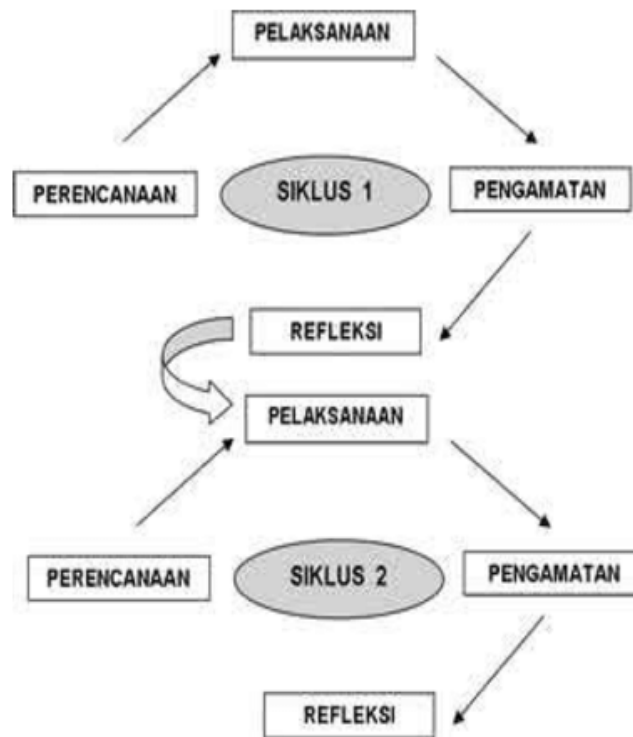 PELAKSANAAN
PERENCANAAN
SIKLUS 1
PENGAMATAN
REFLEKSI
PELAKSANAAN
PERENCANAAN
SIKLUS 2
PENGAMATAN
REFLEKSI